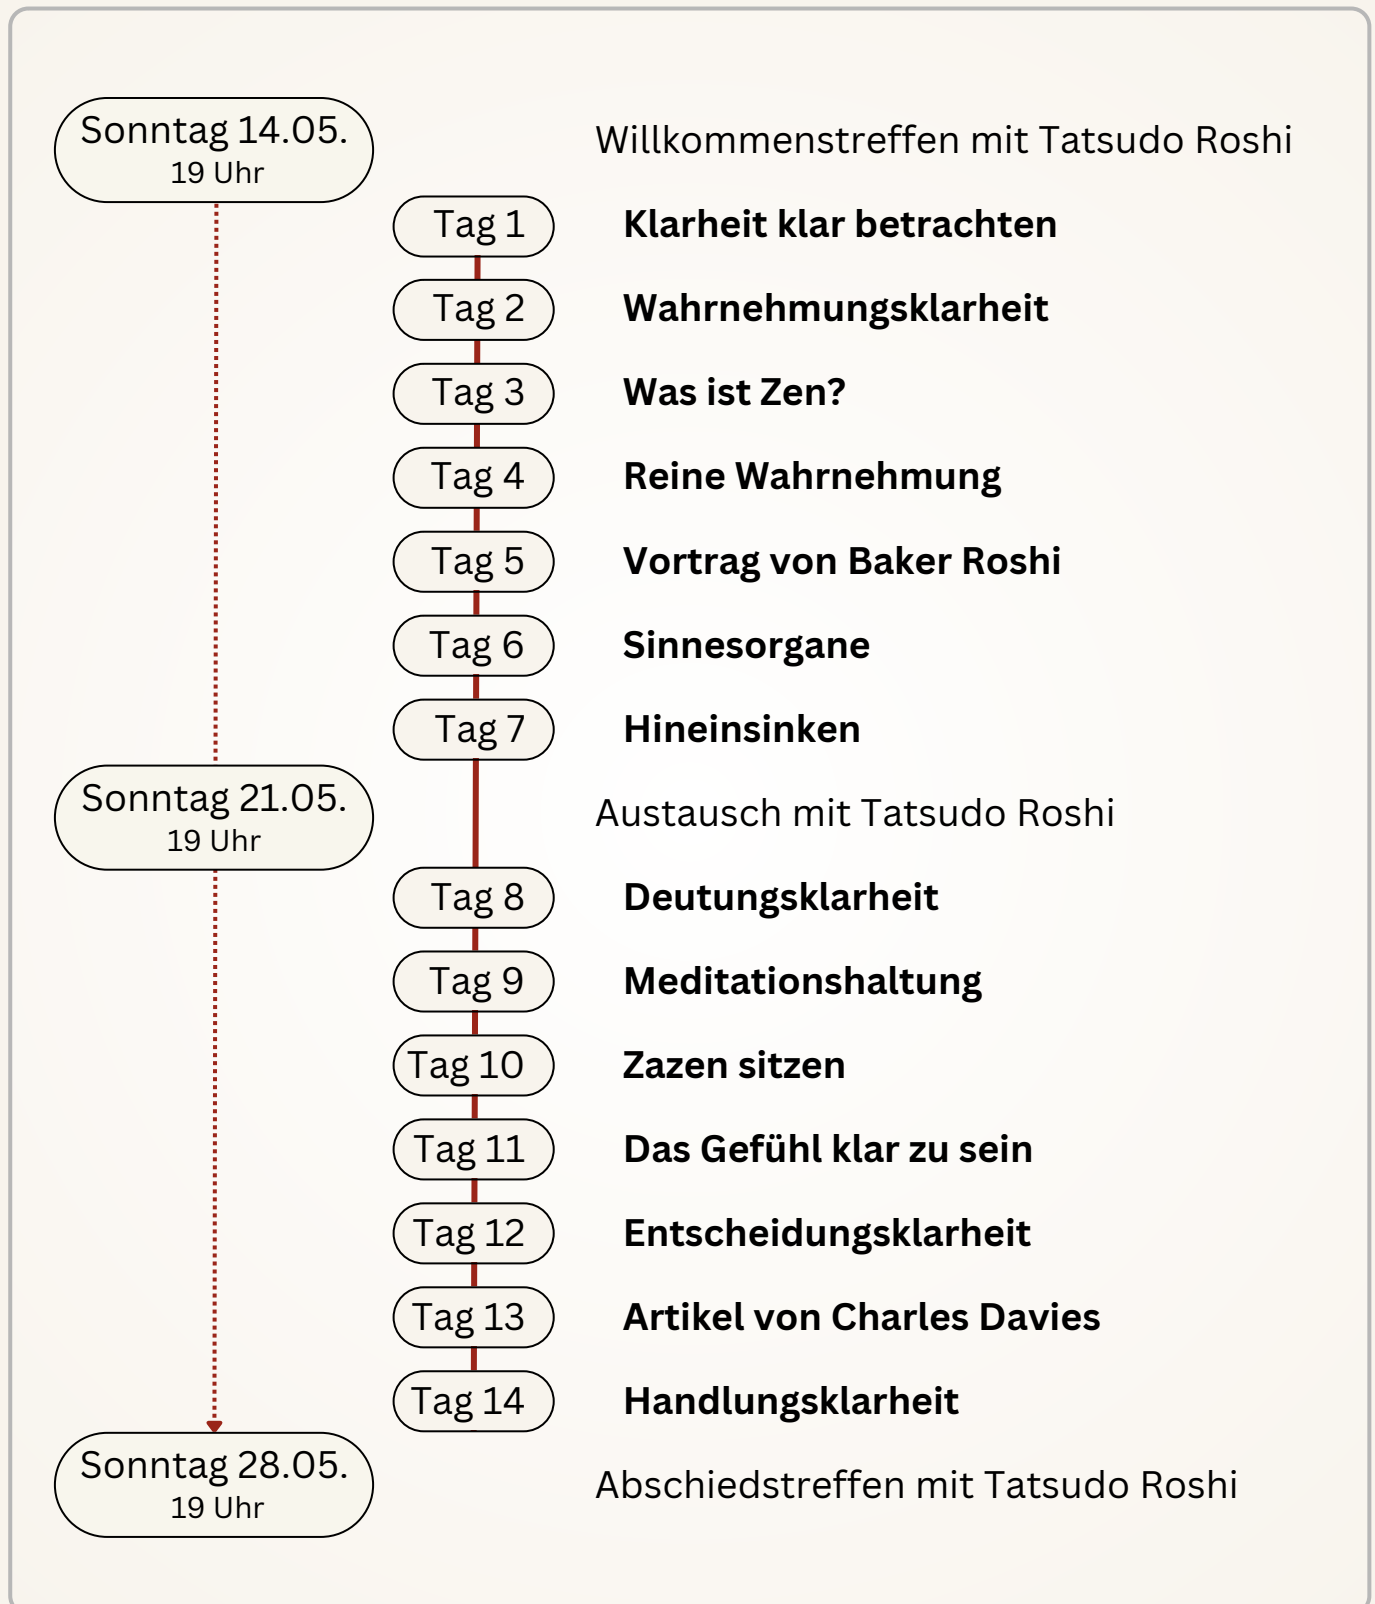 Sonntag 14.05.
19 Uhr
Willkommenstreffen mit Tatsudo Roshi
Tag 1 Klarheit klar betrachten
Tag 2 Wahrnehmungsklarheit
Tag 3 Was ist Zen?
Tag 4 Reine Wahrnehmung
Tag 5 Vortrag von Baker Roshi
Tag 6 Sinnesorgane
Tag 7 Hineinsinken
Sonntag 21.05.
19 Uhr
Austausch mit Tatsudo Roshi
Tag 8 Deutungsklarheit
Tag 9 Meditationshaltung
Tag 10 Zazen sitzen
Tag 11 Das Gefühl klar zu sein
Tag 12 Entscheidungsklarheit
Tag 13 Artikel von Charles Davies
Tag 14 Handlungsklarheit
Sonntag 28.05.
19 Uhr
Abschiedstreffen mit Tatsudo Roshi